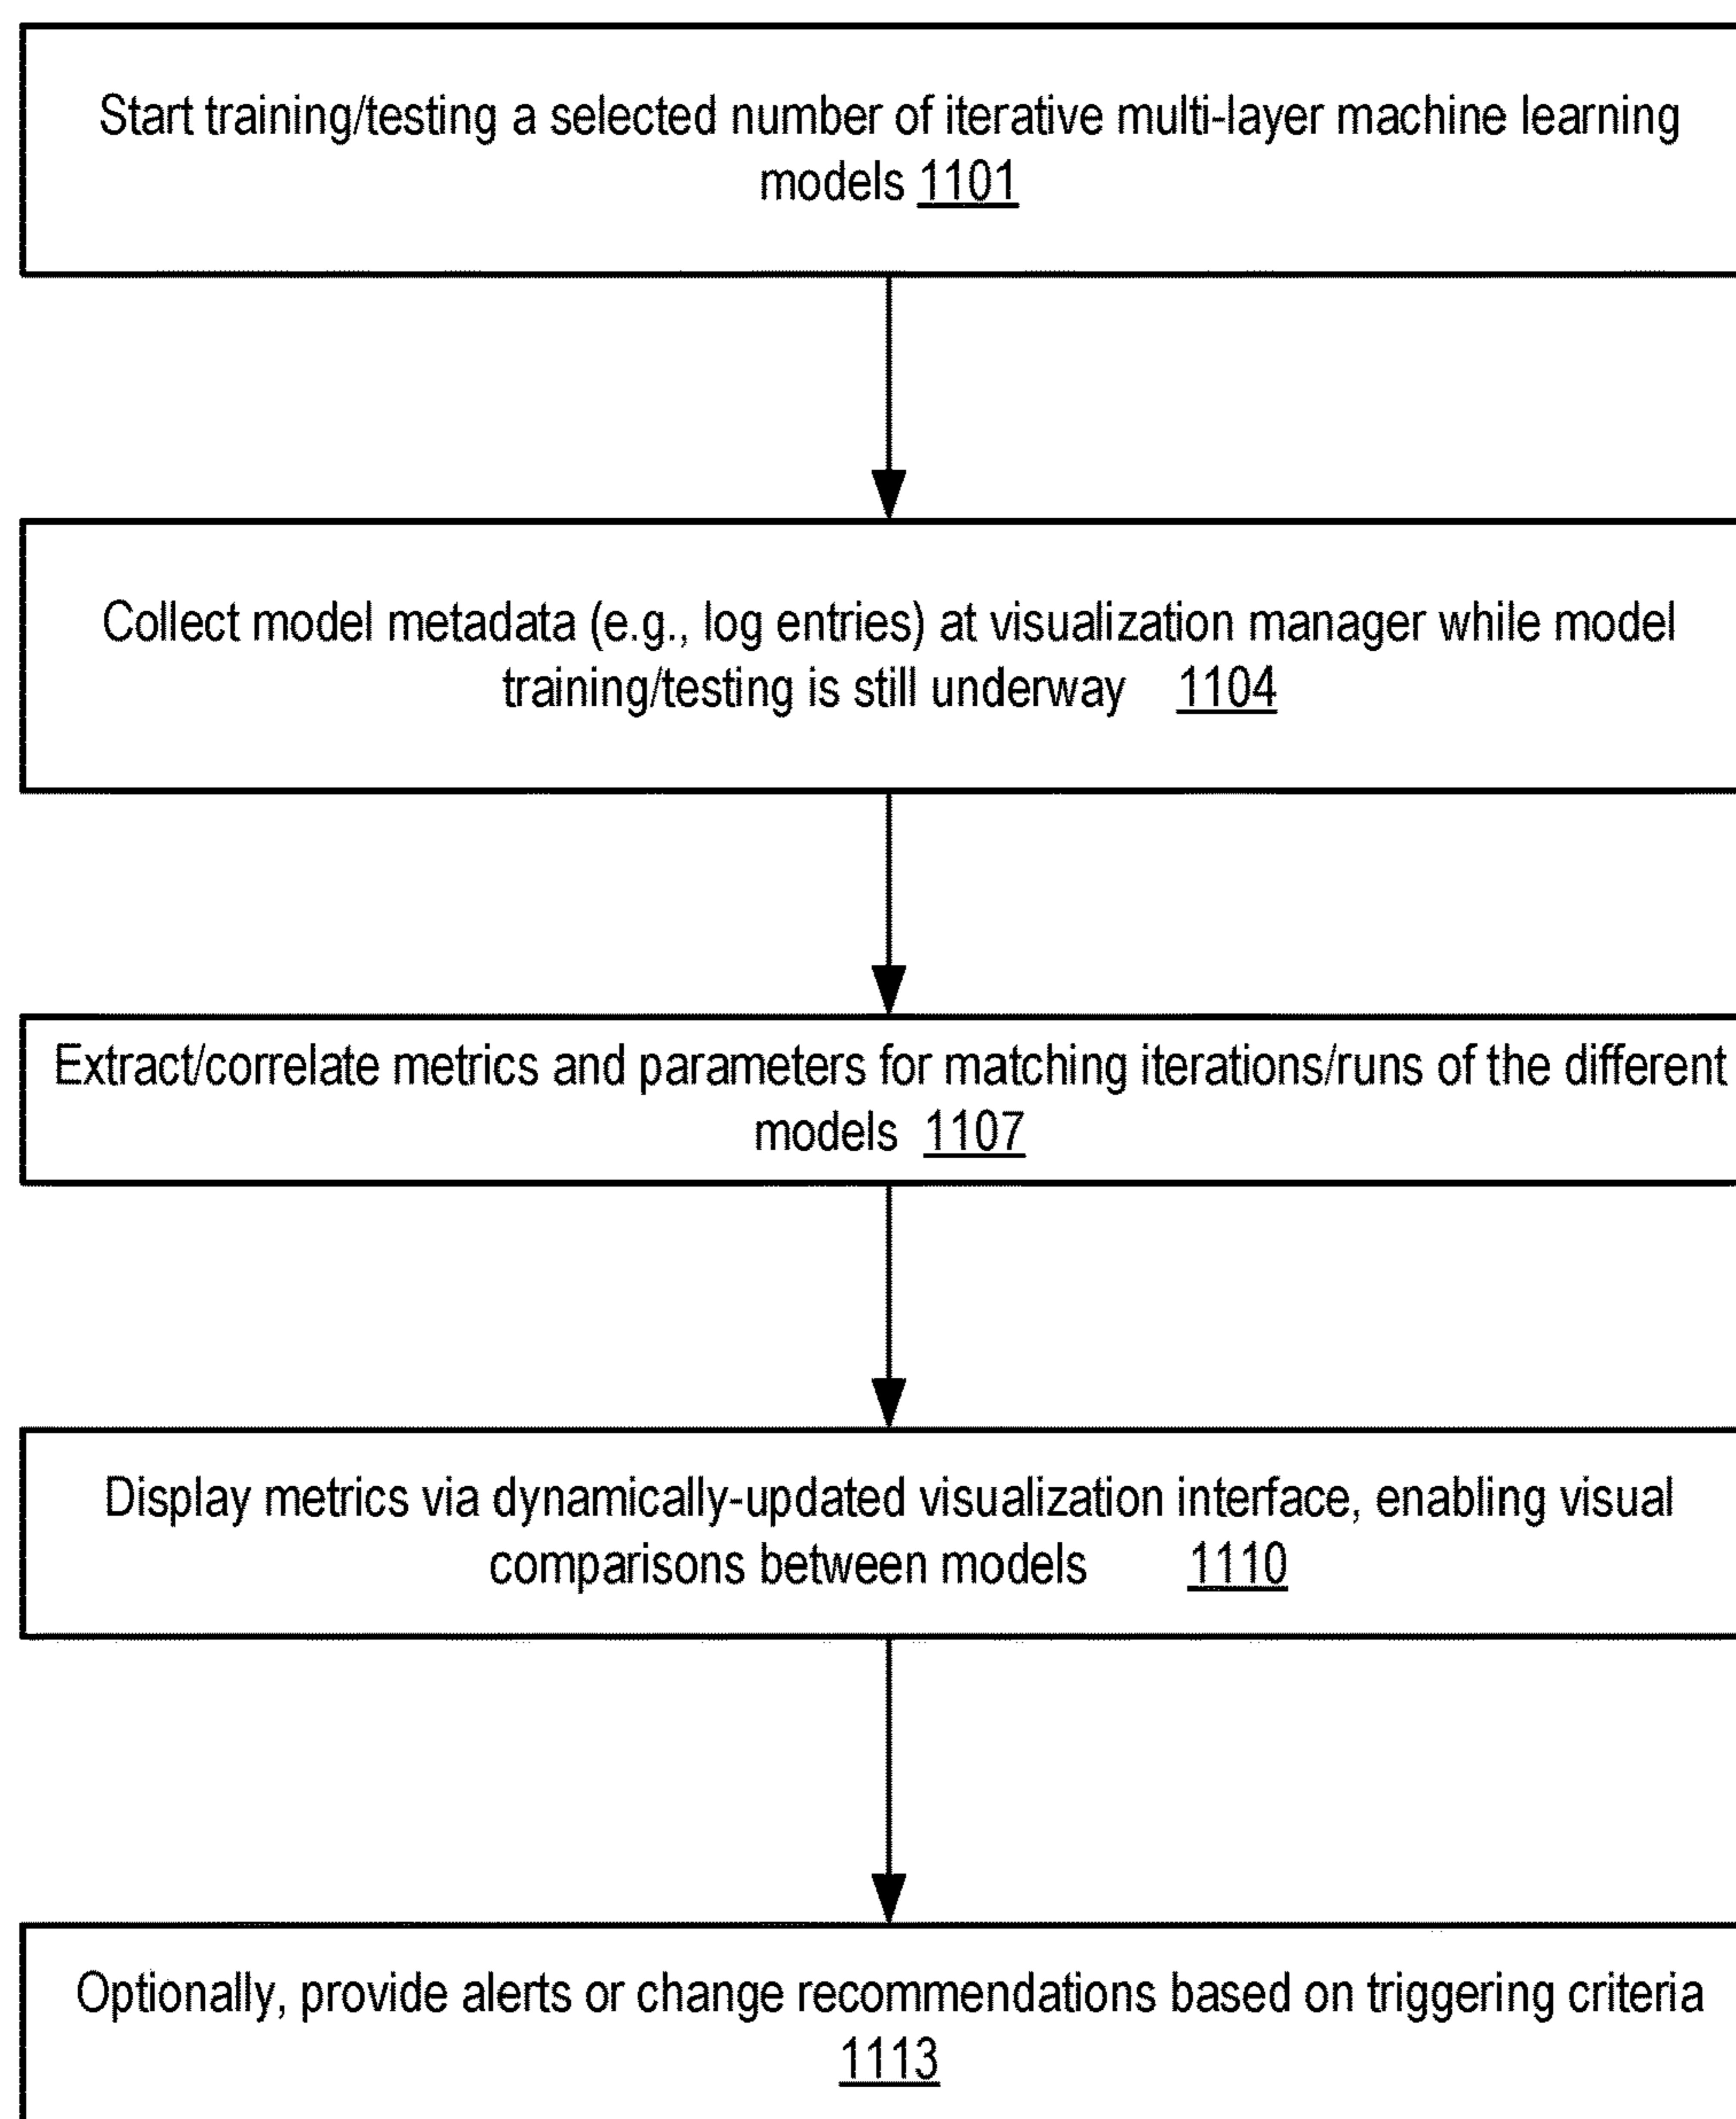 Start training/testing a selected number of iterative multi-layer machine learning
models 1101
Collect model metadata (e.g., log entries) at visualization manager while model
training/testing is still underway 1104
Extract/correlate metrics and parameters for matching iterations/runs of the different
models 1107
Display metrics via dynamically-updated visualization interface, enabling visual
comparisons between models 1110
Optionally, provide alerts or change recommendations based on triggering criteria
1113